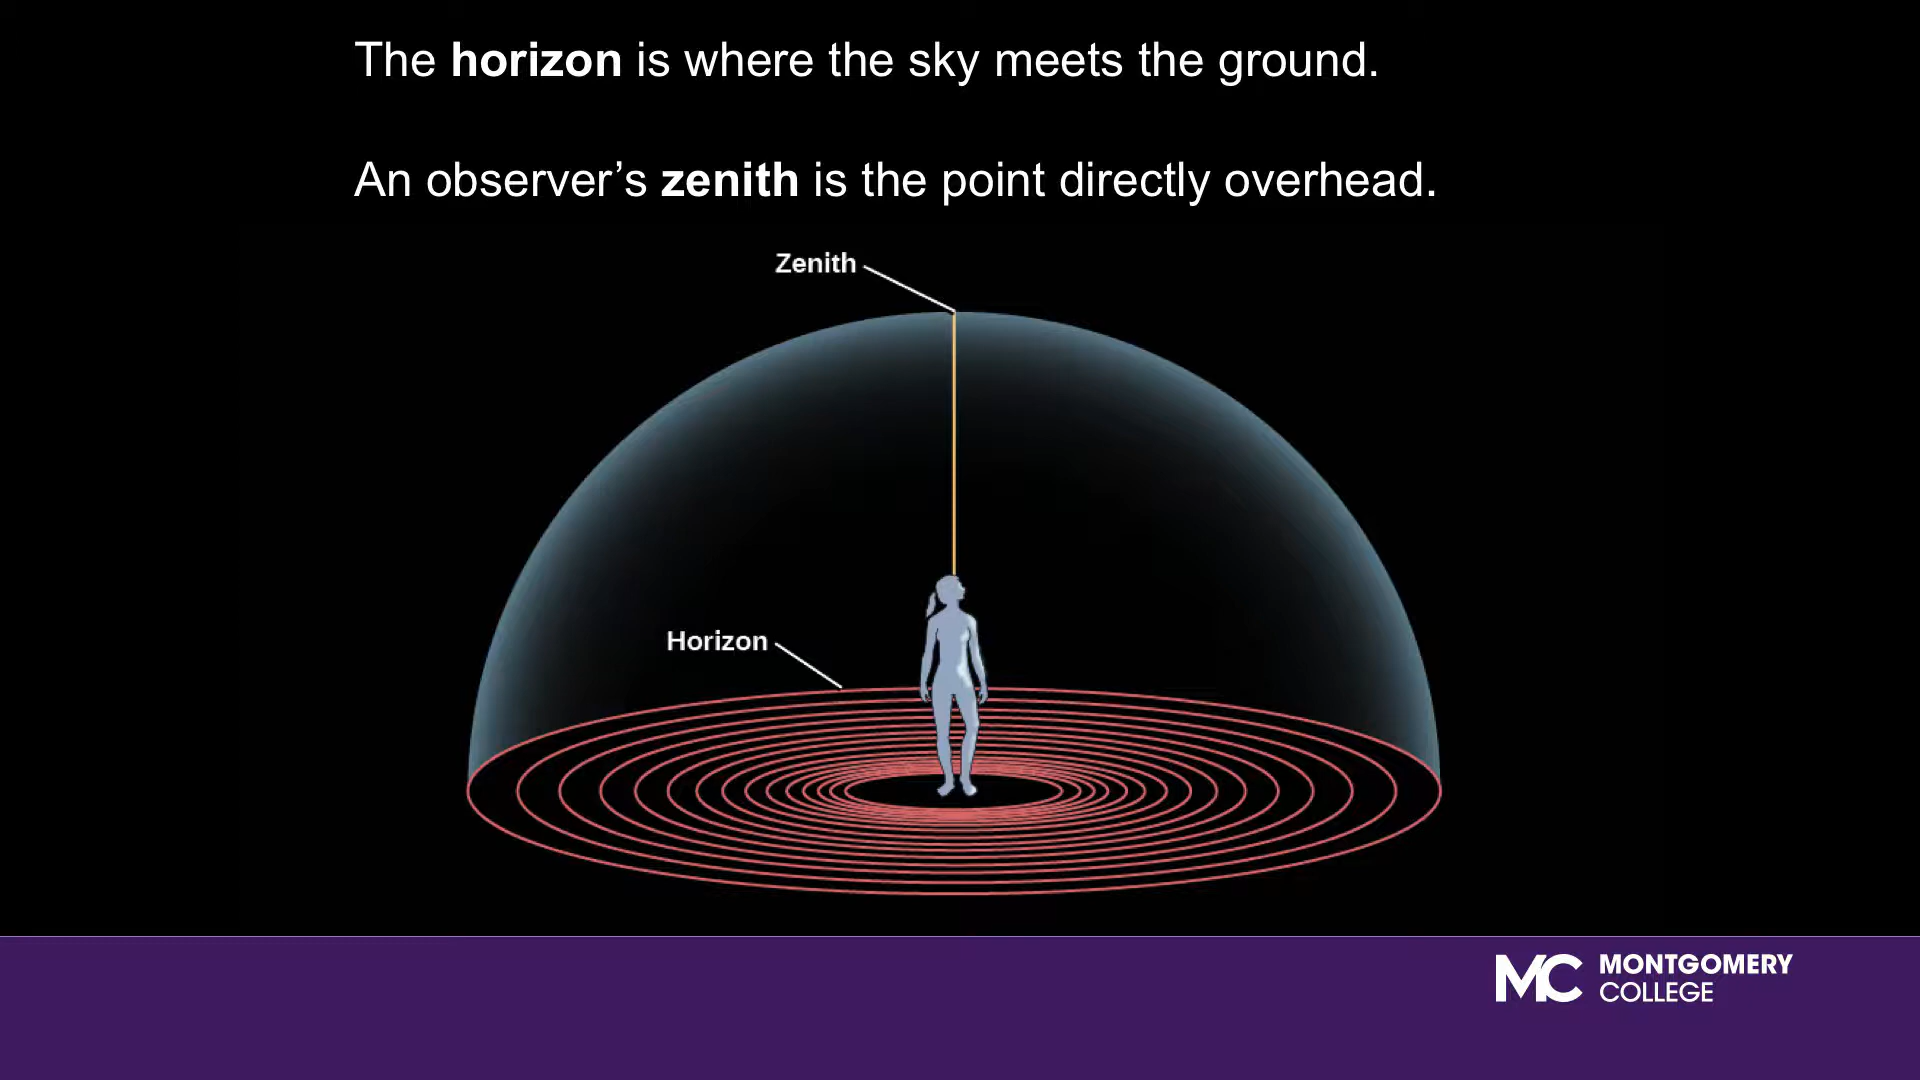 The horizon is where the sky meets the ground.
An observer’s zenith is the point directly overhead.
Zenith
Horizon
MC MONTGOMERY
COLLEGE